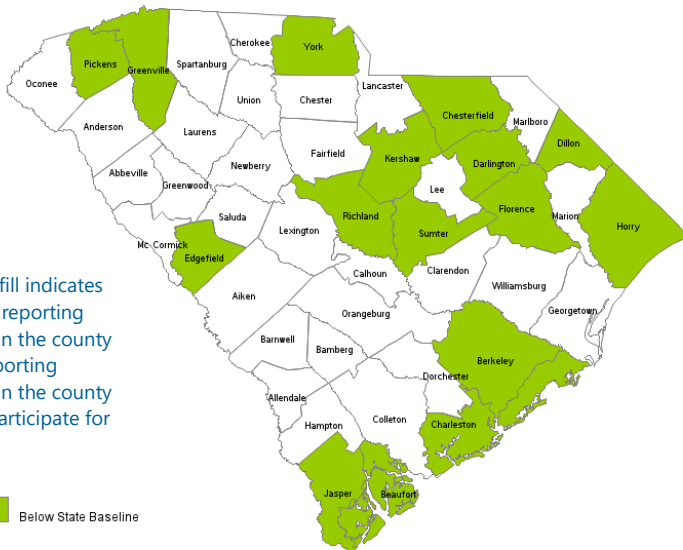 Cherokee
York
Pickens
Greenville
Spartanburg
Oconee
Lancaster
Union
Chester
Chesterfield
Marlboro
Anderson
Laurens
Dillon
Fairfield
Kershaw
Darlington
Abbeville
Newberry
Greenwood
Lee
Florence
Marion
Horry
Saluda
Richland
Mc Cormick
Lexington
Sumter
Edgefield
Calhoun
Clarendon
Williamsburg
fill indicates
reporting
in the county
porting
in the county
articipate for
Aiken
Orangeburg
Georgetown
Barnwell
Bamberg
Berkeley
Dorchester
Allendale
Colleton
Charleston
Hampton
Jasper
Beaufort
Below State Baseline